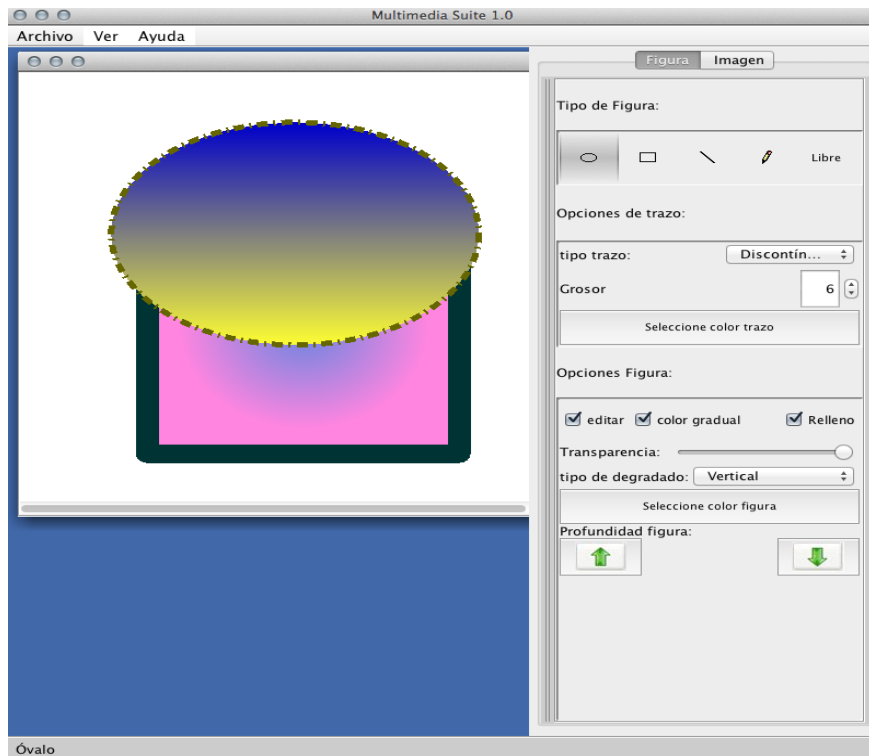 Multimedia Suite 1.0
Archivo Ver Ayuda
Figura Imagen
Tipo de Figura:
Libre
Opciones de trazo:
tipo trazo: Discontín...
Grosor 6
Seleccione color trazo
Opciones Figura:
editar color gradual Relleno
Transparencia:
tipo de degradado: Vertical
Seleccione color figura
Profundidad figura:
Óvalo